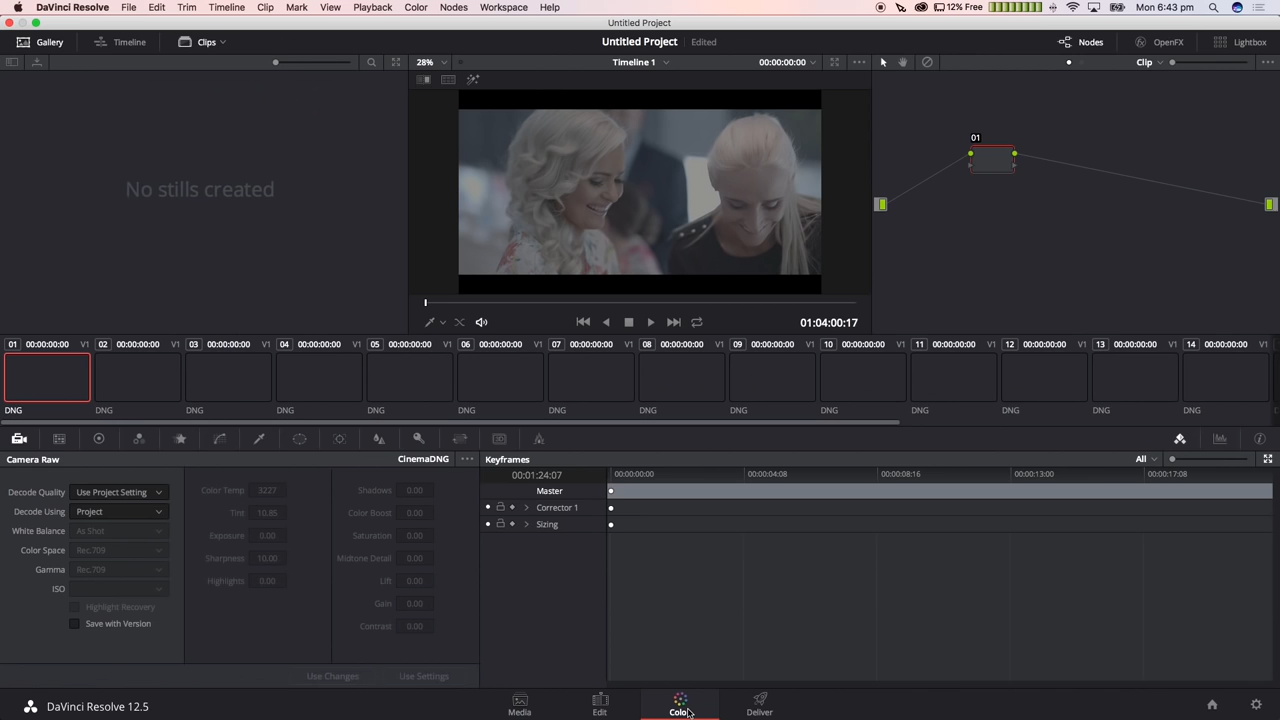 DaVinci Resolve File Edit Trim Timeline Clip Mark View Playback Color Nodes Workspace Help 12% Free Mon 6:43 pm
Untitled Project
Gallery Timeline Clips Untitled Project Edited Nodes OpenFX Lightbox
28% Timeline 1 00:00:00:00 Clip
No stills created
01
01:04:00:17
01 00:00:00:00 V1 02 00:00:00:00 V1 03 00:00:00:00 V1 04 00:00:00:00 V1 05 00:00:00:00 V1 06 00:00:00:00 V1 07 00:00:00:00 V1 08 00:00:00:00 V1 09 00:00:00:00 V1 10 00:00:00:00 V1 11 00:00:00:00 V1 12 00:00:00:00 V1 13 00:00:00:00 V1 14 00:00:00:00 V1
DNG DNG DNG DNG DNG DNG DNG DNG DNG DNG DNG DNG DNG DNG
Camera Raw CinemaDNG
Decode Quality Use Project Setting
Decode Using Project
White Balance As Shot
Color Space Rec.709
Gamma Rec.709
ISO
Highlight Recovery
Save with Version
Color Temp 3227
Tint 10.85
Exposure 0.00
Sharpness 10.00
Highlights 0.00
Shadows 0.00
Color Boost 0.00
Saturation 0.00
Midtone Detail 0.00
Lift 0.00
Gain 0.00
Contrast 0.00
Use Changes Use Settings
Keyframes All
00:01:24:07 00:00:00:00 00:00:04:08 00:00:08:16 00:00:13:00 00:00:17:08
Master
Corrector 1
Sizing
DaVinci Resolve 12.5 Media Edit Color Deliver